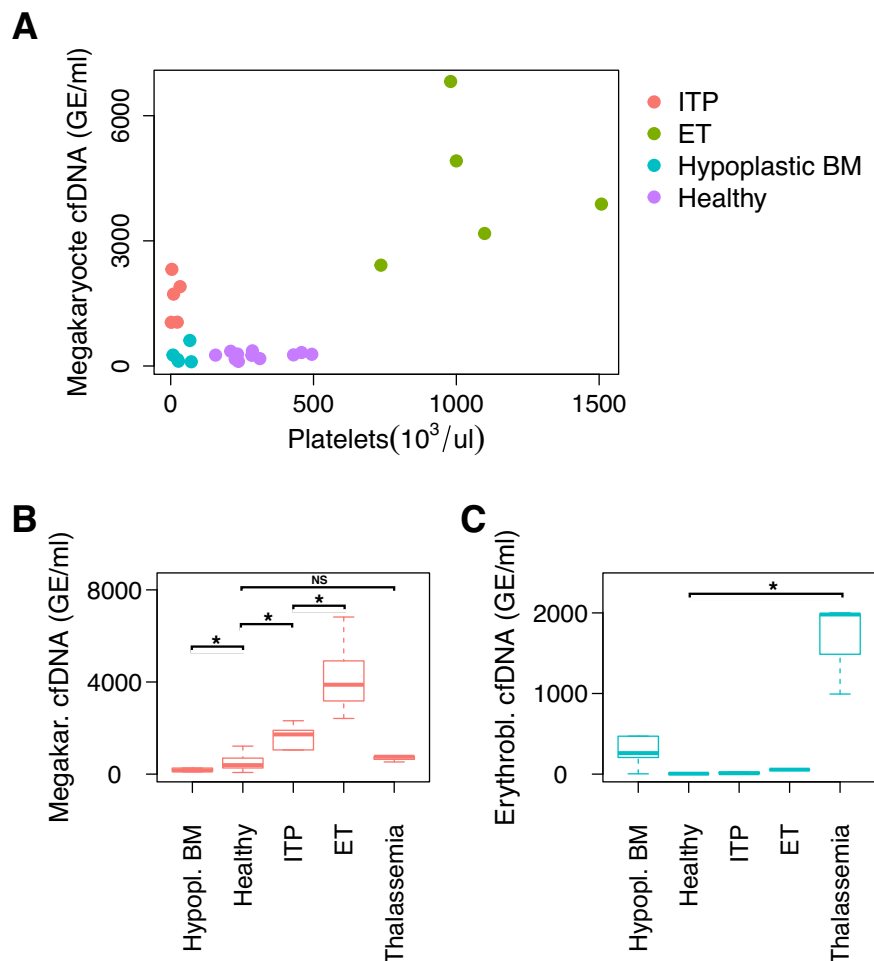 A
Megakaryocte cfDNA (GE/ml)
6000
3000
0
0 500 1000 1500
Platelets(10³/ul)
ITP
ET
Hypoplastic BM
Healthy
B
Megakar. cfDNA (GE/ml)
8000
4000
0
NS
*
*
*
Hypopl. BM
Healthy
ITP
ET
Thalassemia
C
Erythrobl. cfDNA (GE/ml)
2000
1000
0
*
Hypopl. BM
Healthy
ITP
ET
Thalassemia